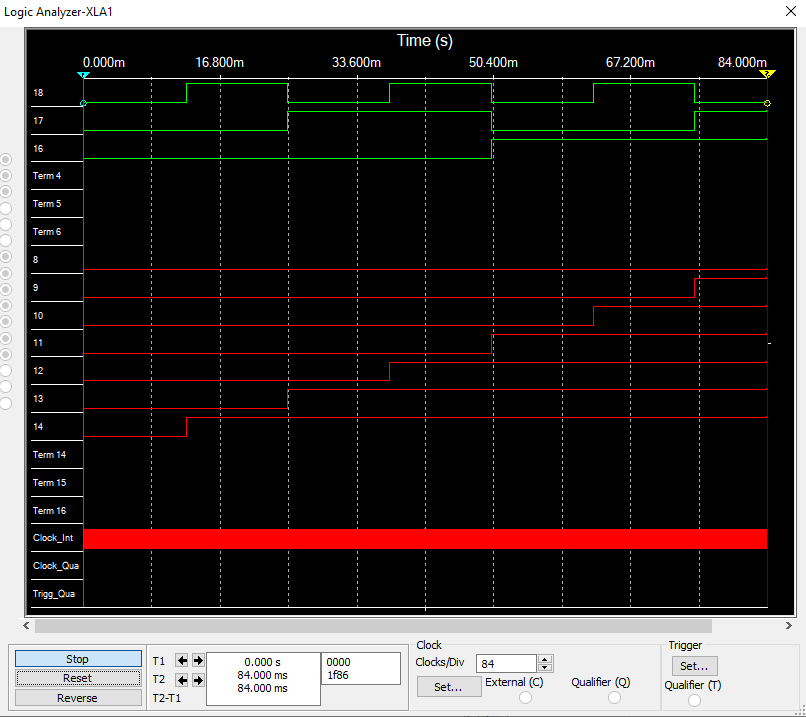 Logic Analyzer-XLA1
Time (s)
0.000m 16.800m 33.600m 50.400m 67.200m 84.000m
18
17
16
Term 4
Term 5
Term 6
8
9
10
11
12
13
14
Term 14
Term 15
Term 16
Clock_Int
Clock_Qua
Trigg_Qua
Stop
Reset
Reverse
T1
T2
T2-T1
0.000 s
84.000 ms
84.000 ms
0000
1f86
Clock
Clocks/Div 84
Set... External (C) Qualifier (Q)
Trigger
Set...
Qualifier (T)